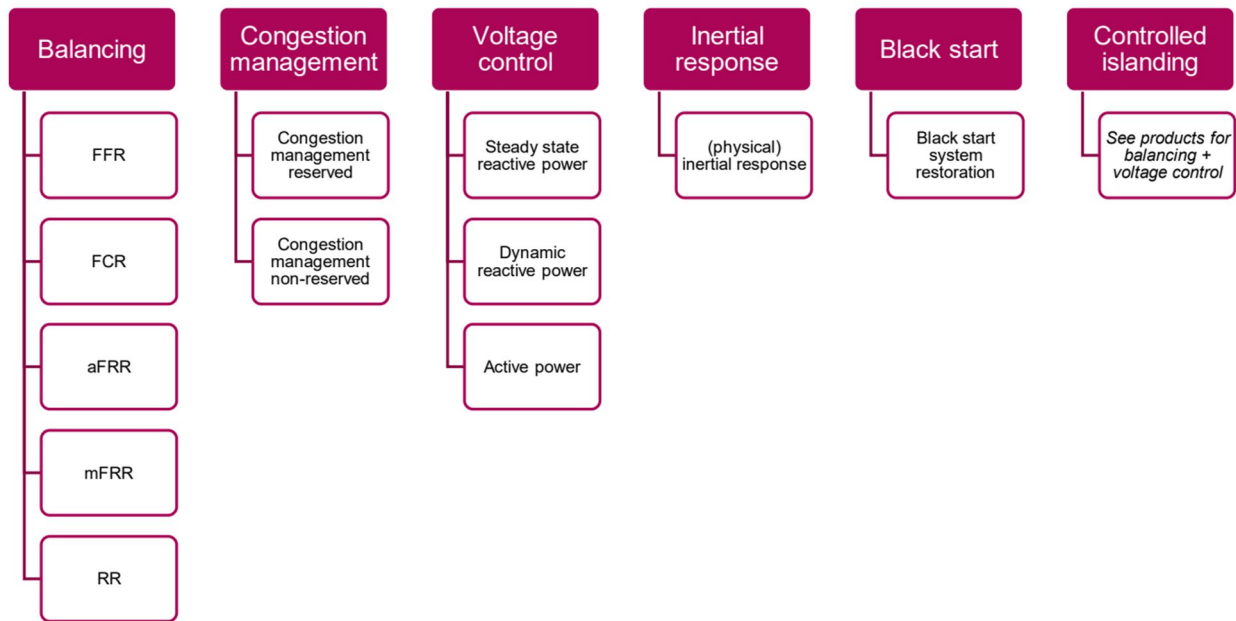 Balancing
FFR
FCR
aFRR
mFRR
RR
Congestion
management
Congestion
management
reserved
Congestion
management
non-reserved
Voltage
control
Steady state
reactive power
Dynamic
reactive power
Active power
Inertial
response
(physical)
inertial response
Black start
Black start
system
restoration
Controlled
islanding
See products for
balancing +
voltage control